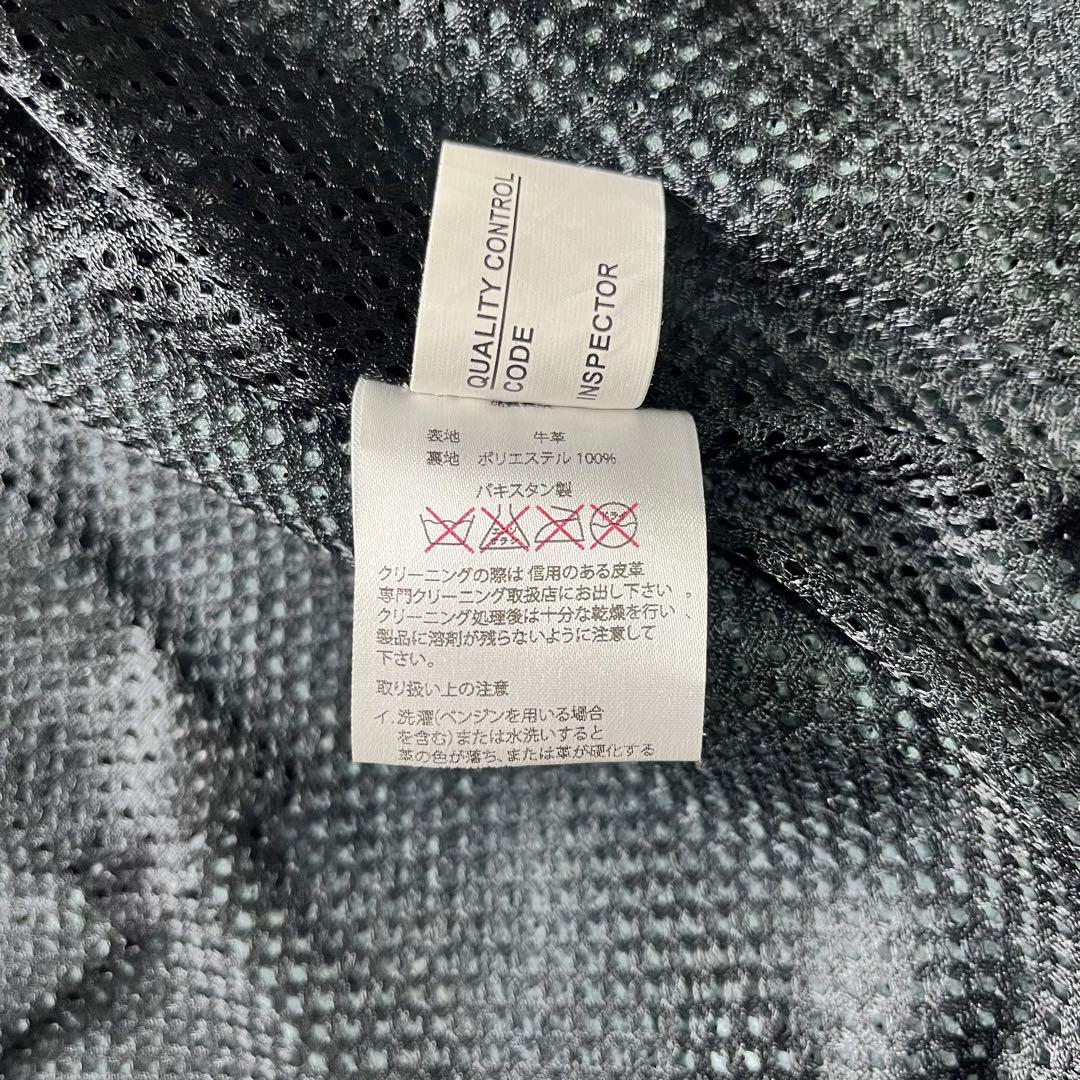 QUALITY CONTROL
CODE
INSPECTOR
表地 牛革
裏地 ポリエステル 100%
パキスタン製
クリーニングの際は 信用のある皮革
専門クリーニング取扱店にお出し下さい 。
クリーニング処理後は十分な乾燥を行い 、
製品に溶剤が残らないように注意して
下さい。
取り扱い上の注意
イ.洗濯(ベンジンを用いる場合
を含む)または水洗いすると
革の色が落ち、または革が硬化する